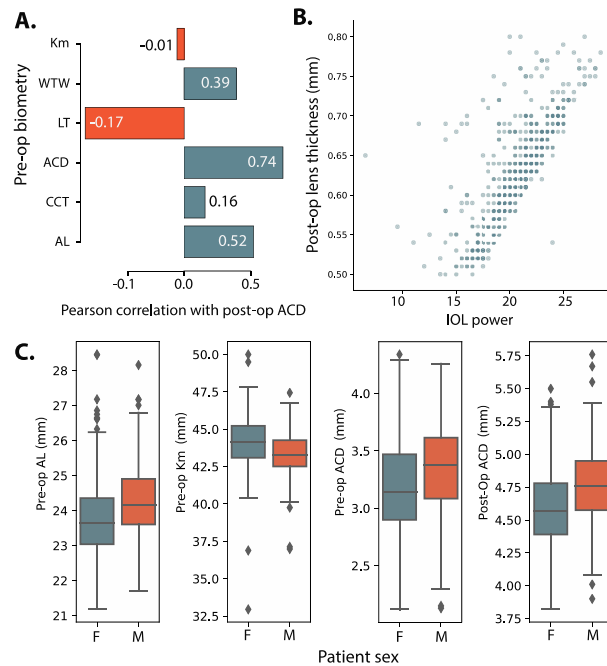 A.
Pre-op biometry
Km
WTW
LT
ACD
CCT
AL
-0.01
0.39
-0.17
0.74
0.16
0.52
-0.1
0.0
0.5
Pearson correlation with post-op ACD
B.
Post-op lens thickness (mm)
0.80
0.75
0.70
0.65
0.60
0.55
0.50
10
15
20
25
IOL power
C.
Pre-op AL (mm)
28
27
26
25
24
23
22
21
F
M
Pre-op Km (mm)
50.0
47.5
45.0
42.5
40.0
37.5
35.0
32.5
F
M
Pre-op ACD (mm)
4.0
3.5
3.0
2.5
F
M
Post-Op ACD (mm)
5.75
5.50
5.25
5.00
4.75
4.50
4.25
4.00
3.75
F
M
Patient sex